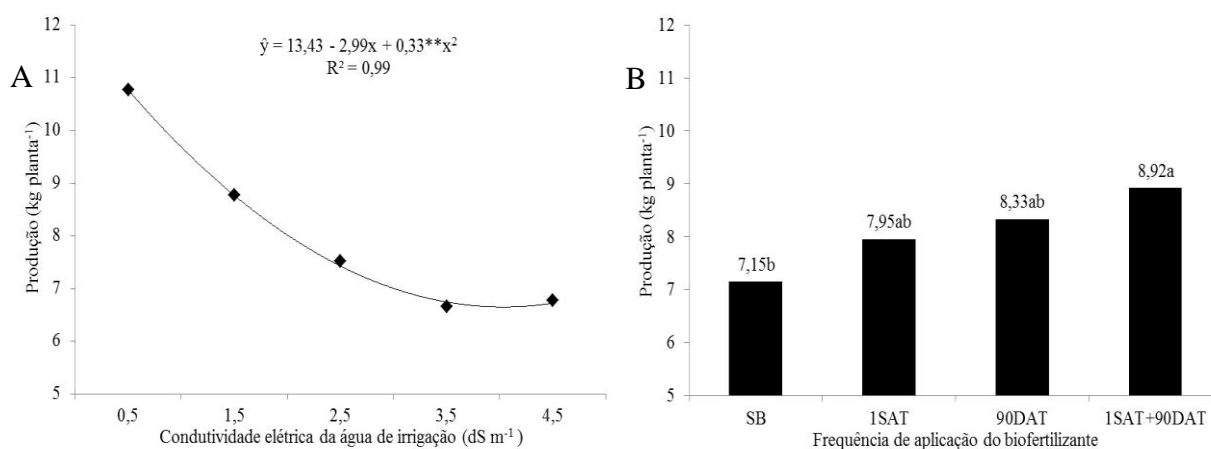 A
Produção (kg planta⁻¹)
12
11
10
9
8
7
6
5
ŷ = 13,43 - 2,99x + 0,33**x²
R² = 0,99
0,5 1,5 2,5 3,5 4,5
Condutividade elétrica da água de irrigação (dS m⁻¹ )
B
Produção (kg planta⁻¹)
12
11
10
9
8
7
6
5
7,15b
7,95ab
8,33ab
8,92a
SB 1SAT 90DAT 1SAT+90DAT
Frequência de aplicação do biofertilizante